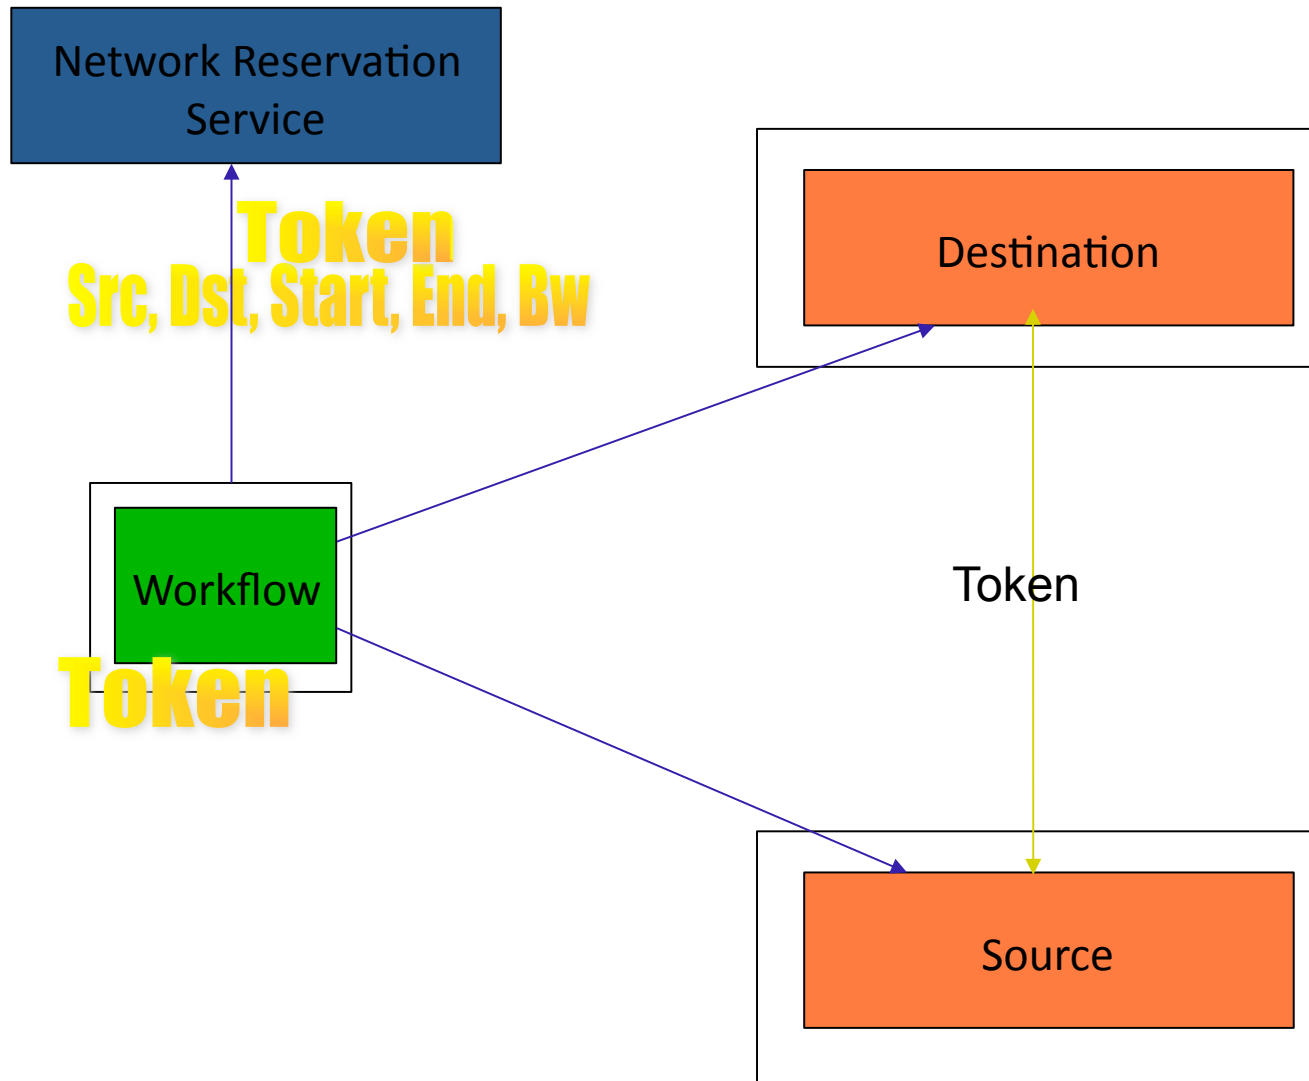 Network Reservation
Service
Token
Src, Dst, Start, End, Bw
Destination
Workflow
Token
Token
Source